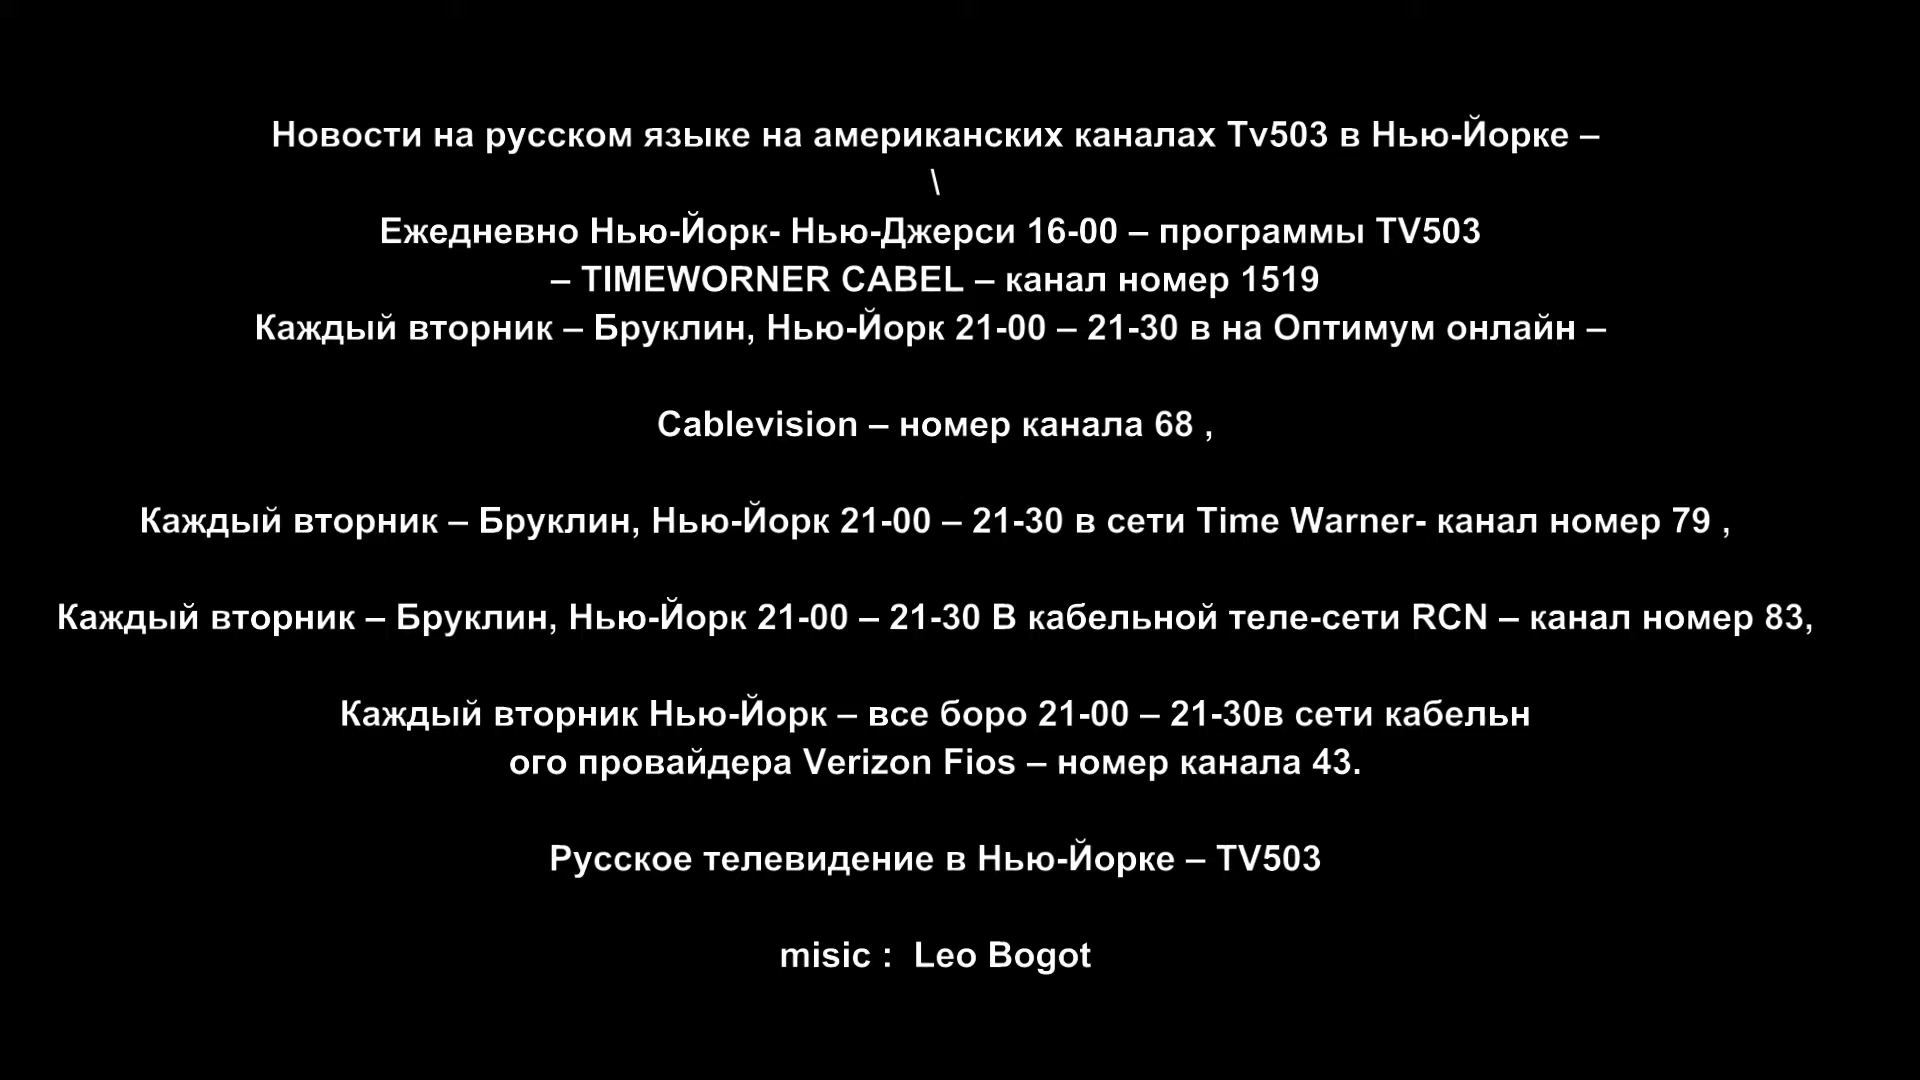 Новости на русском языке на американских каналах Tv503 в Нью-Йорке –
\
Ежедневно Нью-Йорк- Нью-Джерси 16-00 – программы TV503
– TIMEWORNER CABEL – канал номер 1519
Каждый вторник – Бруклин, Нью-Йорк 21-00 – 21-30 в на Оптимум онлайн –
Cablevision – номер канала 68 ,
Каждый вторник – Бруклин, Нью-Йорк 21-00 – 21-30 в сети Time Warner- канал номер 79 ,
Каждый вторник – Бруклин, Нью-Йорк 21-00 – 21-30 В кабельной теле-сети RCN – канал номер 83,
Каждый вторник Нью-Йорк – все боро 21-00 – 21-30в сети кабельн
ого провайдера Verizon Fios – номер канала 43.
Русское телевидение в Нью-Йорке – TV503
misic :  Leo Bogot